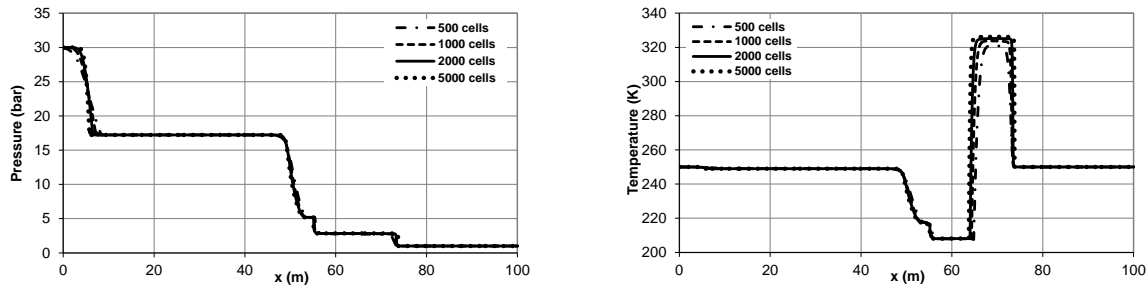 35
30
25
20
15
10
5
0
Pressure (bar)
0 20 40 60 80 100
x (m)
500 cells
1000 cells
2000 cells
5000 cells
340
320
300
280
260
240
220
200
Temperature (K)
0 20 40 60 80 100
x (m)
500 cells
1000 cells
2000 cells
5000 cells